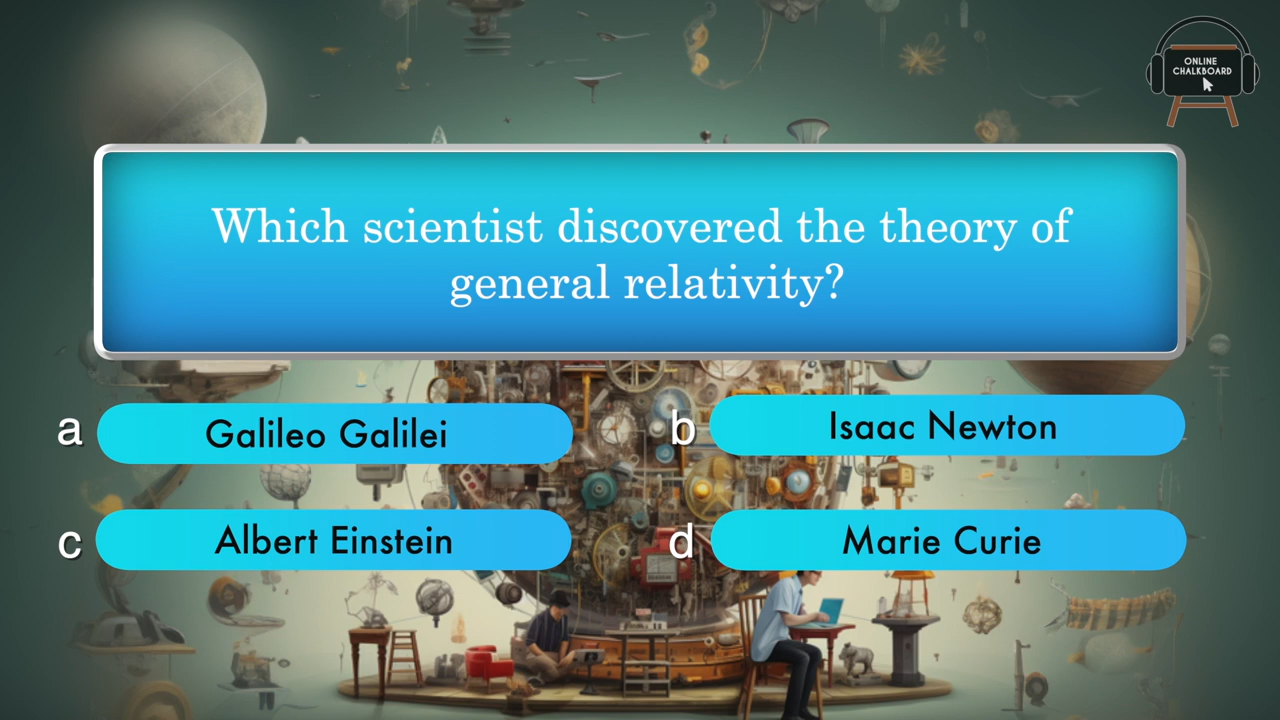 ONLINE
CHALKBOARD
Which scientist discovered the theory of
general relativity?
a Galileo Galilei
b Isaac Newton
c Albert Einstein
d Marie Curie